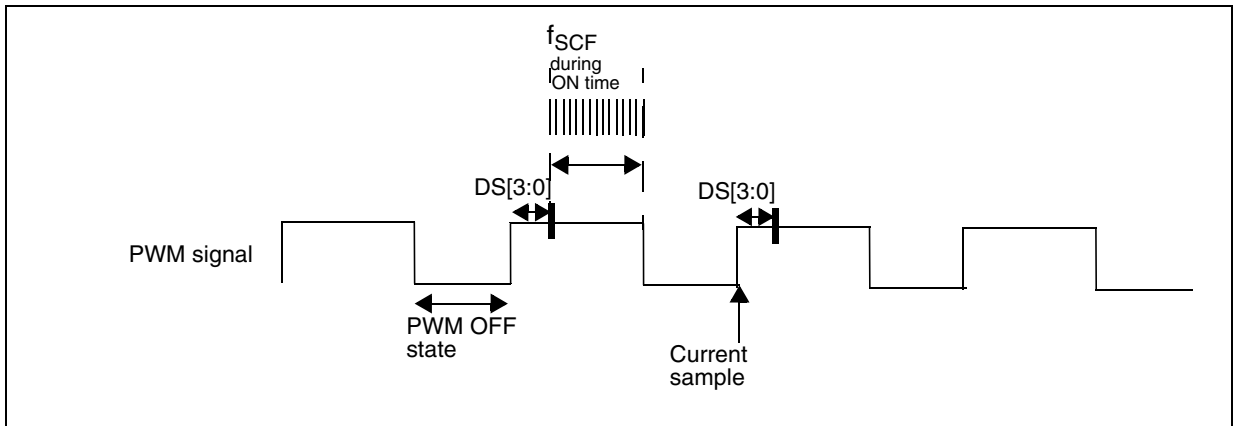 fSCF
during
ON time
DS[3:0]
DS[3:0]
PWM signal
PWM OFF
state
Current
sample